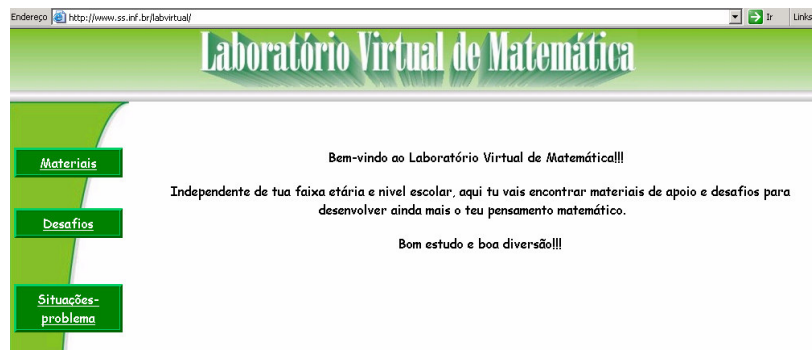 Endereço http://www.ss.inf.br/labvirtual/ Ir Links
Laboratório Virtual de Matemática
Materiais
Desafios
Situações-
problema
Bem-vindo ao Laboratório Virtual de Matemática!!!
Independente de tua faixa etária e nivel escolar, aqui tu vais encontrar materiais de apoio e desafios para
desenvolver ainda mais o teu pensamento matemático.
Bom estudo e boa diversão!!!